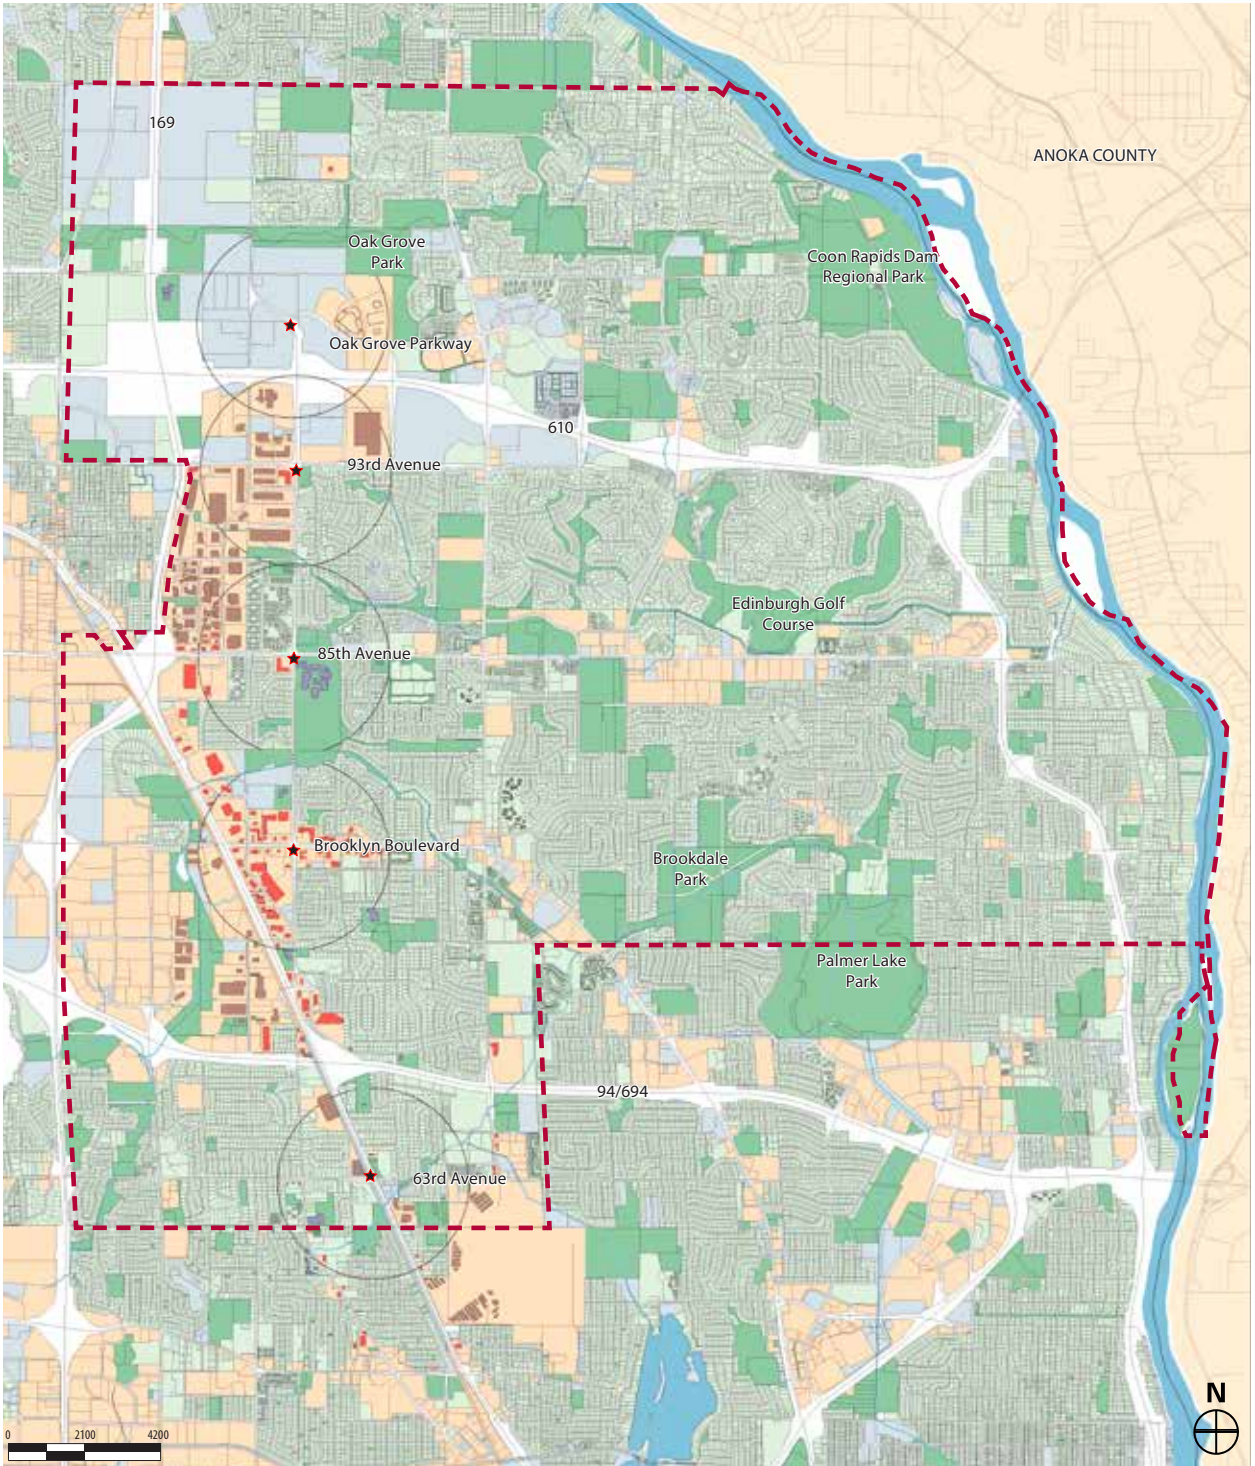 169
ANOKA COUNTY
Oak Grove
Park
Coon Rapids Dam
Regional Park
Oak Grove Parkway
610
93rd Avenue
Edinburgh Golf
Course
85th Avenue
Brooklyn Boulevard
Brookdale
Park
Palmer Lake
Park
94/694
63rd Avenue
N
0 2100 4200